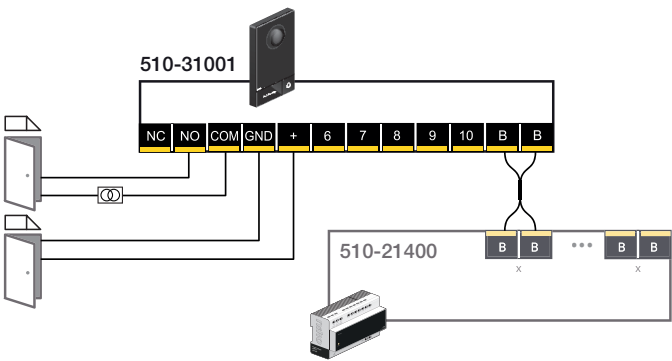 510-31001
NC NO COM GND + 6 7 8 9 10 B B
510-21400
B B ••• B B
x x